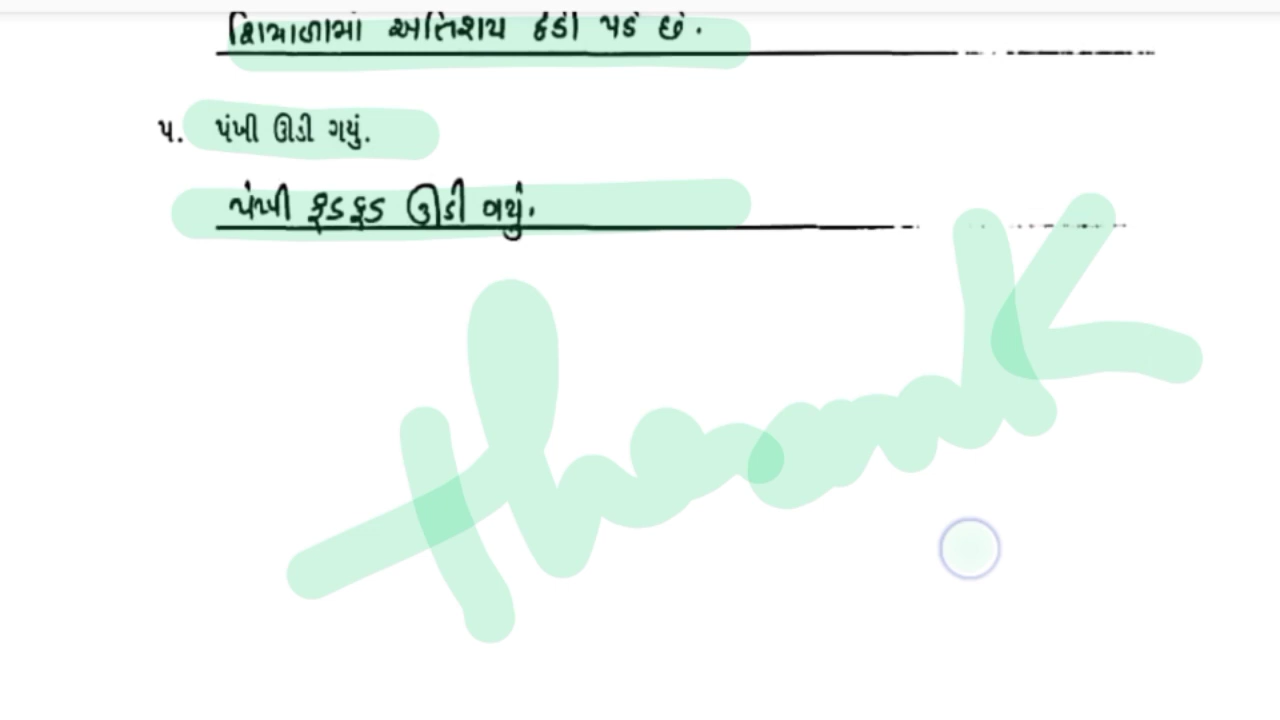 શિયાળામાં અતિશય ઠંડી પડે છે.
૫. પંખી ઊડી ગયું.
પંખી ફડફડ ઊડી ગયું.
thank